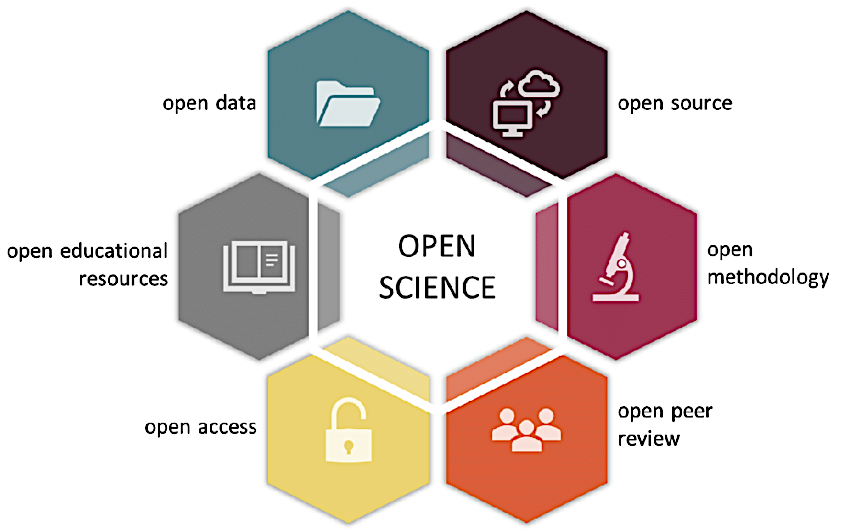 open data
open source
OPEN
SCIENCE
open educational
resources
open
methodology
open access
open peer
review